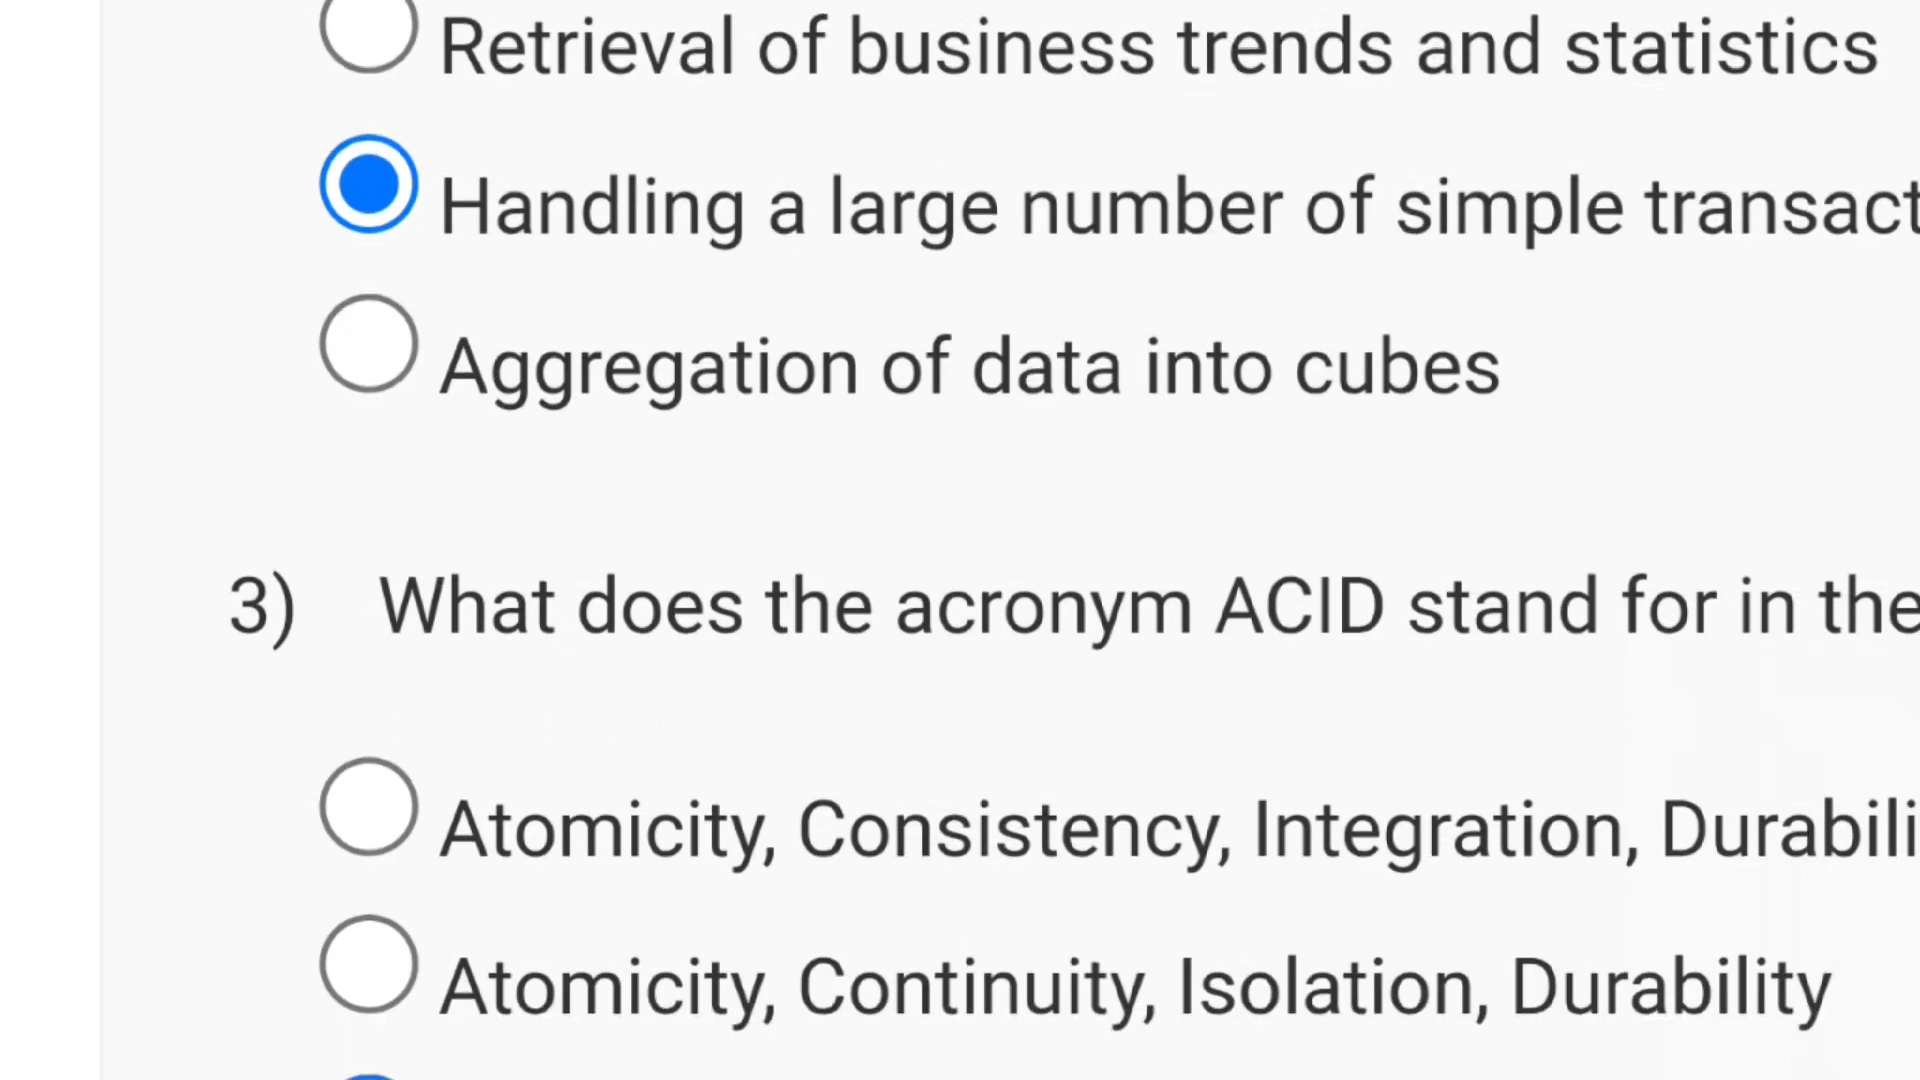 Retrieval of business trends and statistics
Handling a large number of simple transact
Aggregation of data into cubes
3) What does the acronym ACID stand for in the
Atomicity, Consistency, Integration, Durabili
Atomicity, Continuity, Isolation, Durability